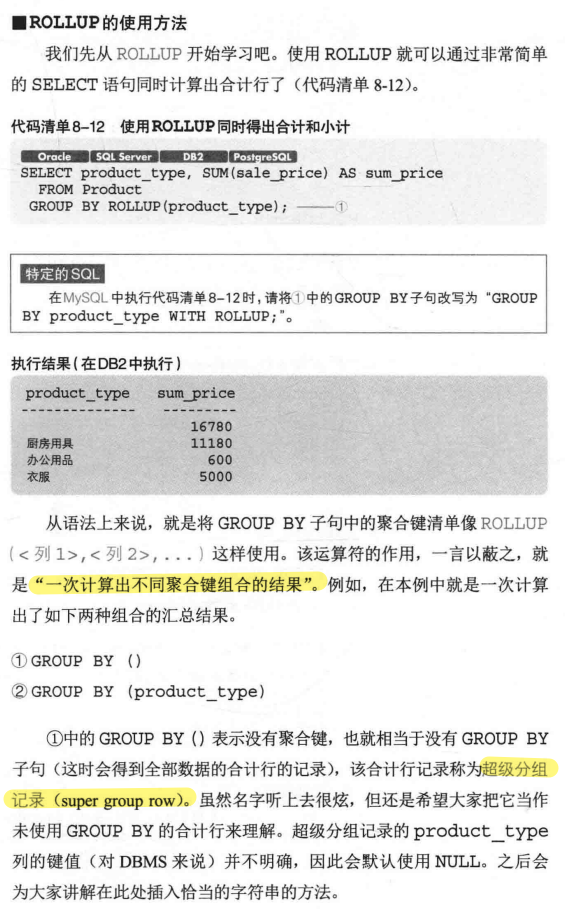 ■ROLLUP的使用方法
我们先从 ROLLUP 开始学习吧。使用 ROLLUP 就可以通过非常简单
的 SELECT 语句同时计算出合计行了（代码清单 8-12）。
代码清单8-12 使用ROLLUP同时得出合计和小计
Oracle SQL Server DB2 PostgreSQL
SELECT product_type, SUM(sale_price) AS sum_price
FROM Product
GROUP BY ROLLUP(product_type); ——①
特定的SQL
在MySQL中执行代码清单8-12时,请将①中的GROUP BY子句改写为 "GROUP
BY product_type WITH ROLLUP;"。
执行结果(在DB2中执行)
product_type sum_price
------------- ---------
16780
厨房用具 11180
办公用品 600
衣服 5000
从语法上来说，就是将 GROUP BY 子句中的聚合键清单像 ROLLUP
(<列1>,<列2>,...) 这样使用。该运算符的作用，一言以蔽之，就
是“一次计算出不同聚合键组合的结果”。例如，在本例中就是一次计算
出了如下两种组合的汇总结果。
① GROUP BY ()
② GROUP BY (product_type)
①中的 GROUP BY () 表示没有聚合键，也就相当于没有 GROUP BY
子句（这时会得到全部数据的合计行的记录），该合计行记录称为超级分组
记录（super group row）。虽然名字听上去很炫，但还是希望大家把它当作
未使用 GROUP BY 的合计行来理解。超级分组记录的 product_type
列的键值（对 DBMS 来说）并不明确，因此会默认使用 NULL。之后会
为大家讲解在此处插入恰当的字符串的方法。